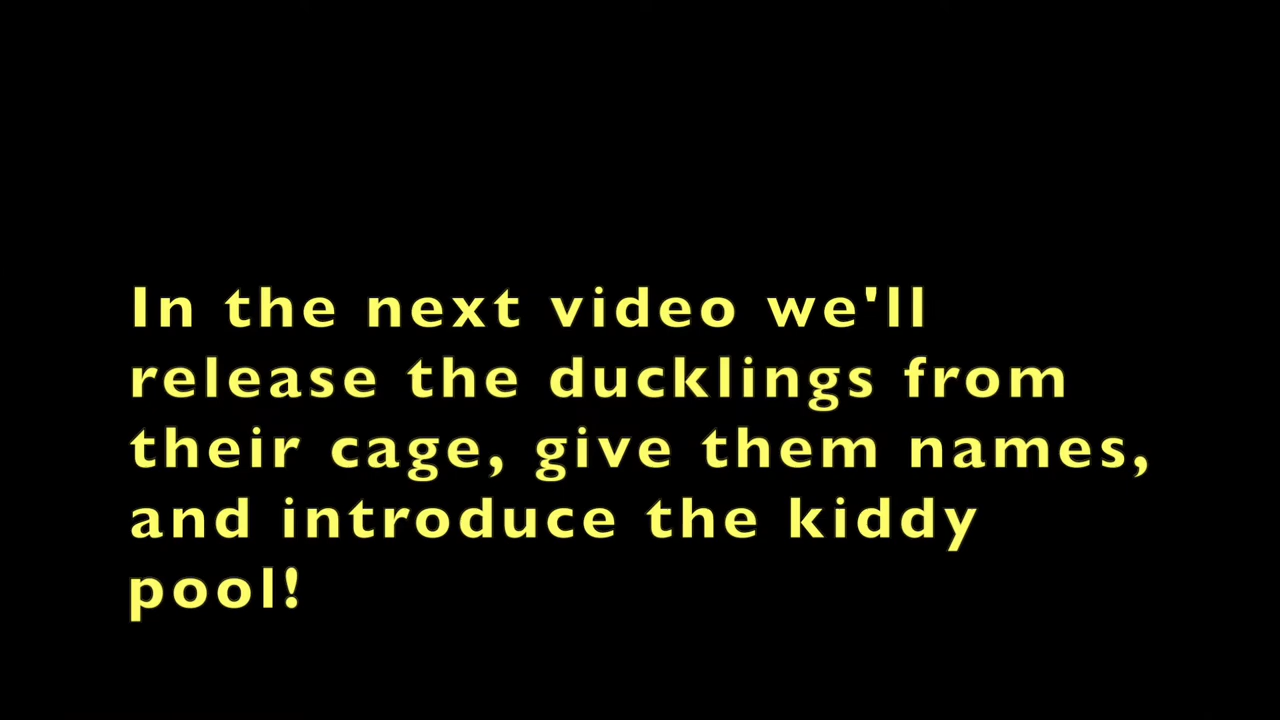 In the next video we'll
release the ducklings from
their cage, give them names,
and introduce the kiddy
pool!